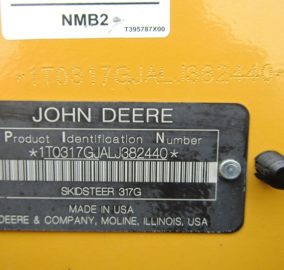 NMB2
T395787X00
*1T0317GJALJ382440*
JOHN DEERE
Product Identification Number
*1T0317GJALJ382440*
SKIDSTEER 317G
MADE IN USA
DEERE & COMPANY, MOLINE, ILLINOIS, USA